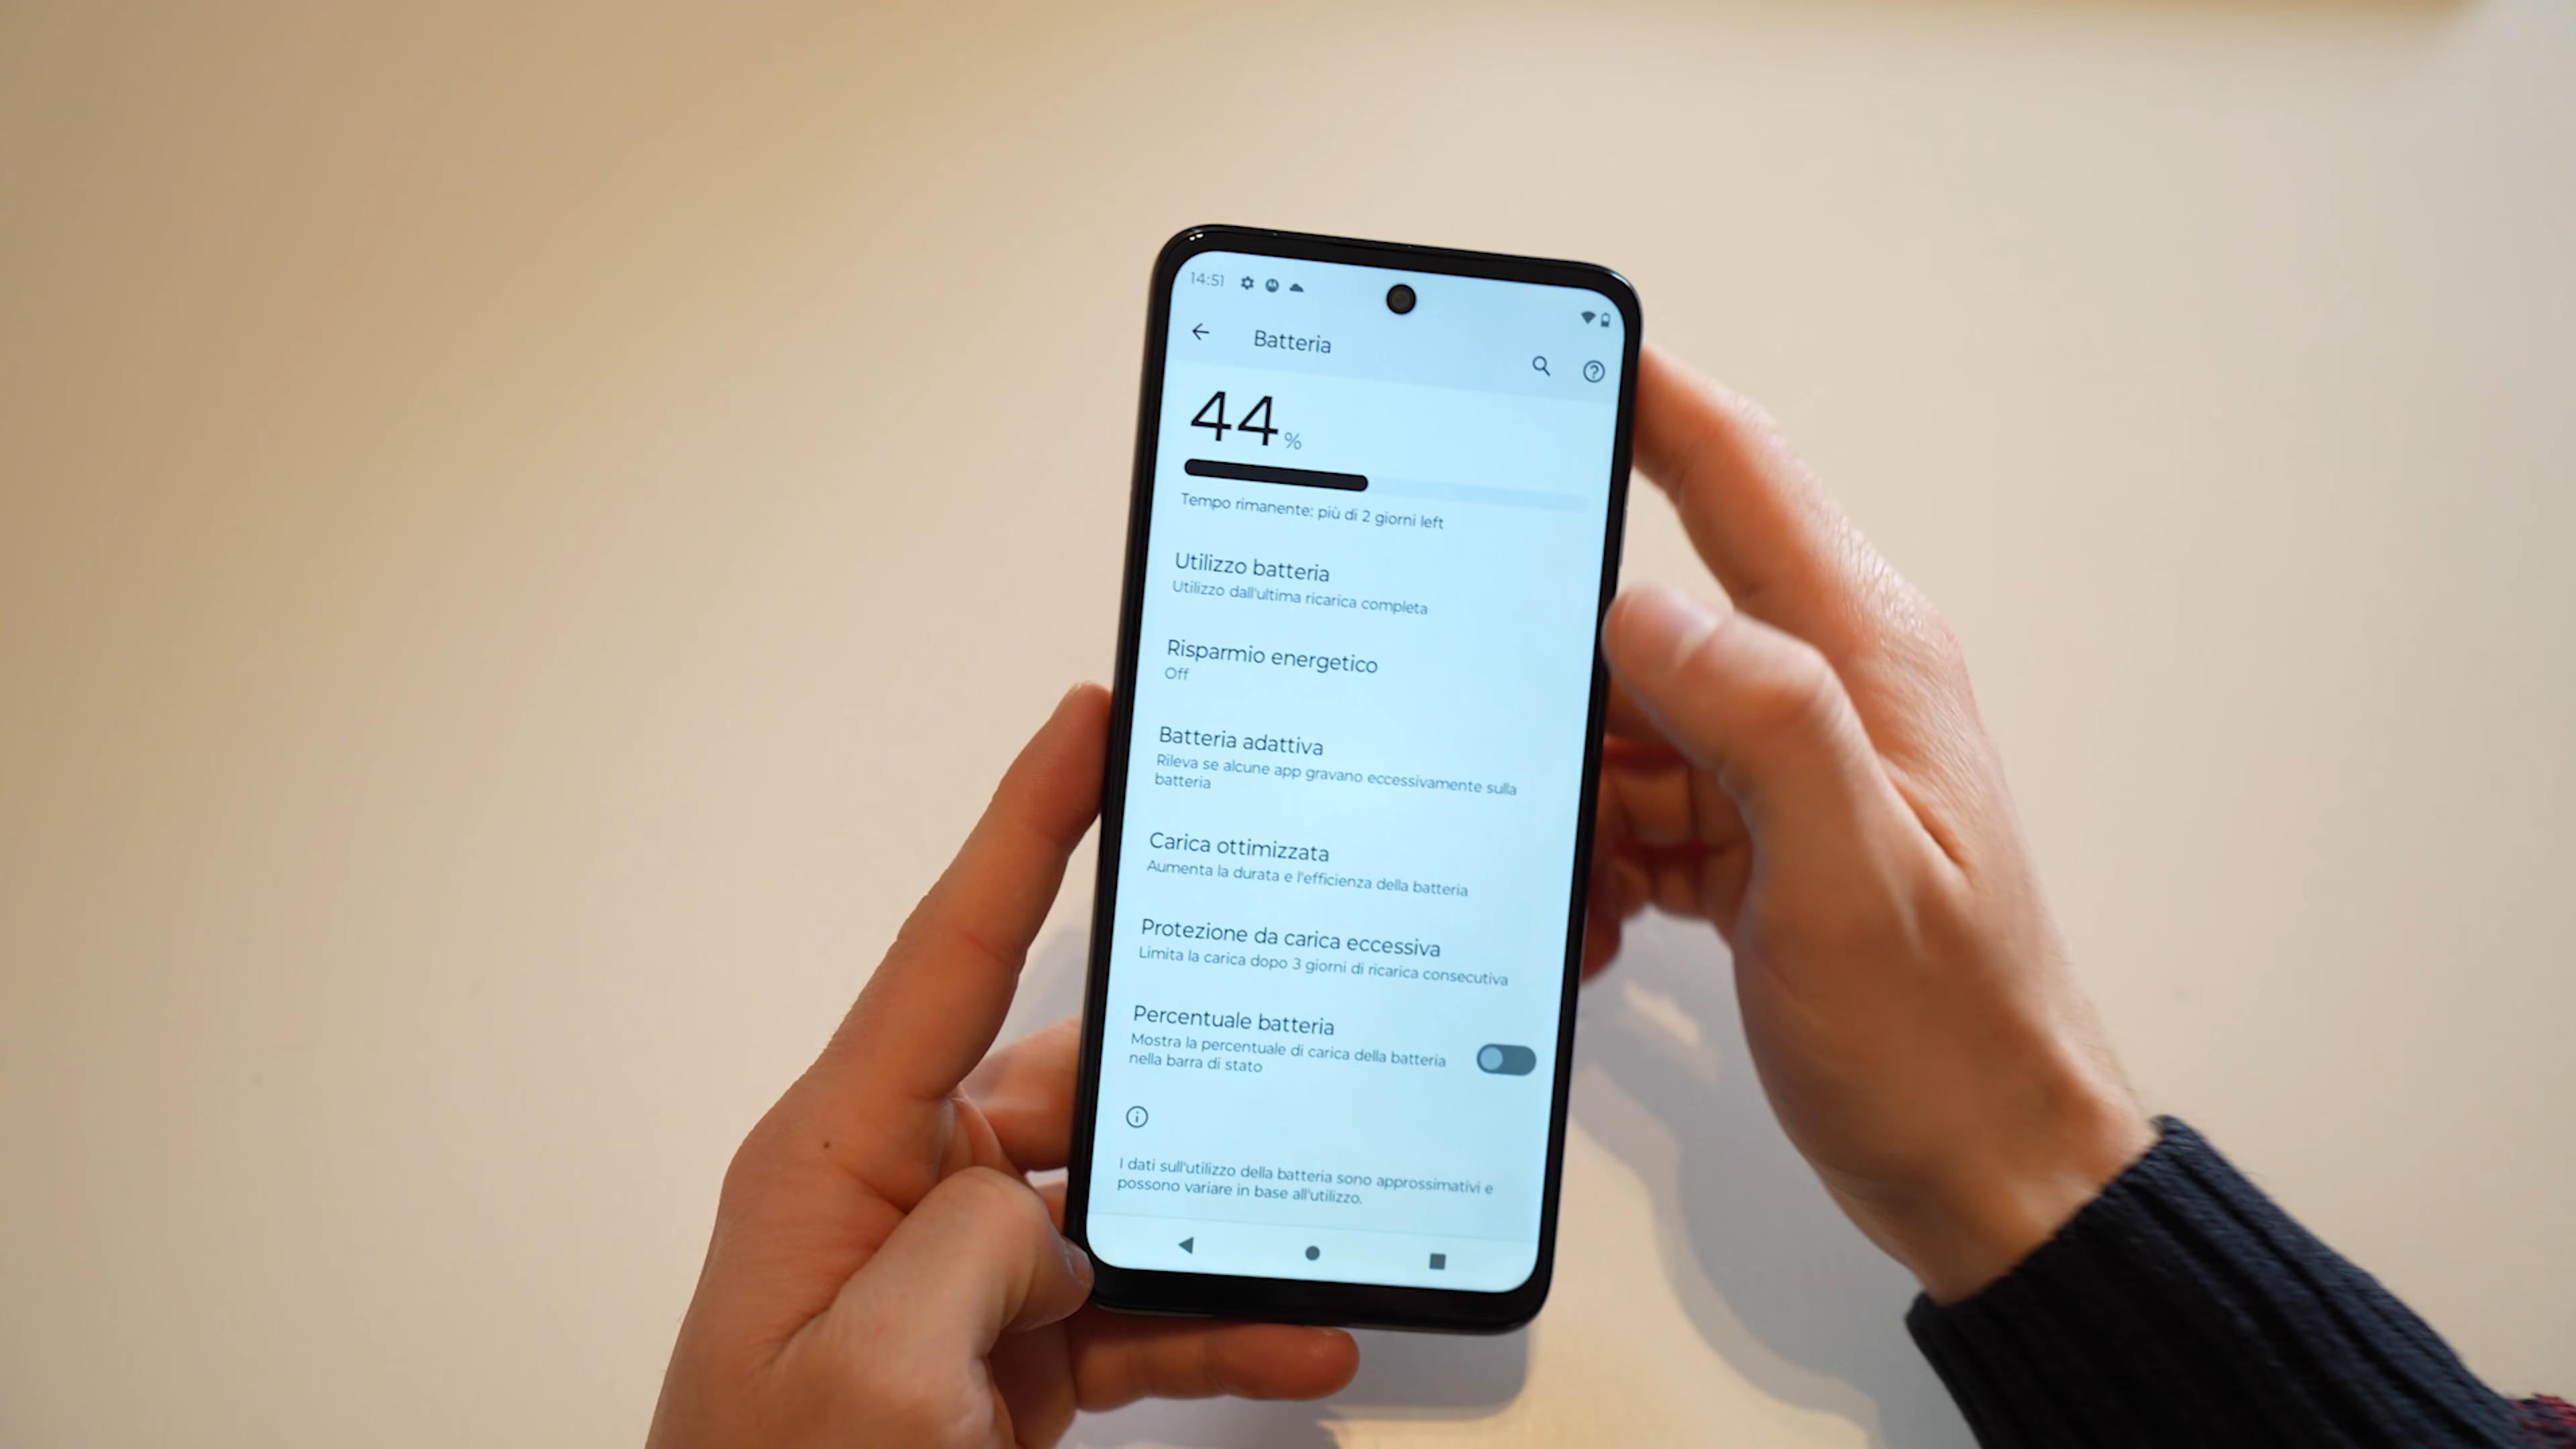 14:51
Batteria
44%
Tempo rimanente: più di 2 giorni left
Utilizzo batteria
Utilizzo dall'ultima ricarica completa
Risparmio energetico
Off
Batteria adattiva
Rileva se alcune app gravano eccessivamente sulla
batteria
Carica ottimizzata
Aumenta la durata e l'efficienza della batteria
Protezione da carica eccessiva
Limita la carica dopo 3 giorni di ricarica consecutiva
Percentuale batteria
Mostra la percentuale di carica della batteria
nella barra di stato
I dati sull'utilizzo della batteria sono approssimativi e
possono variare in base all'utilizzo.